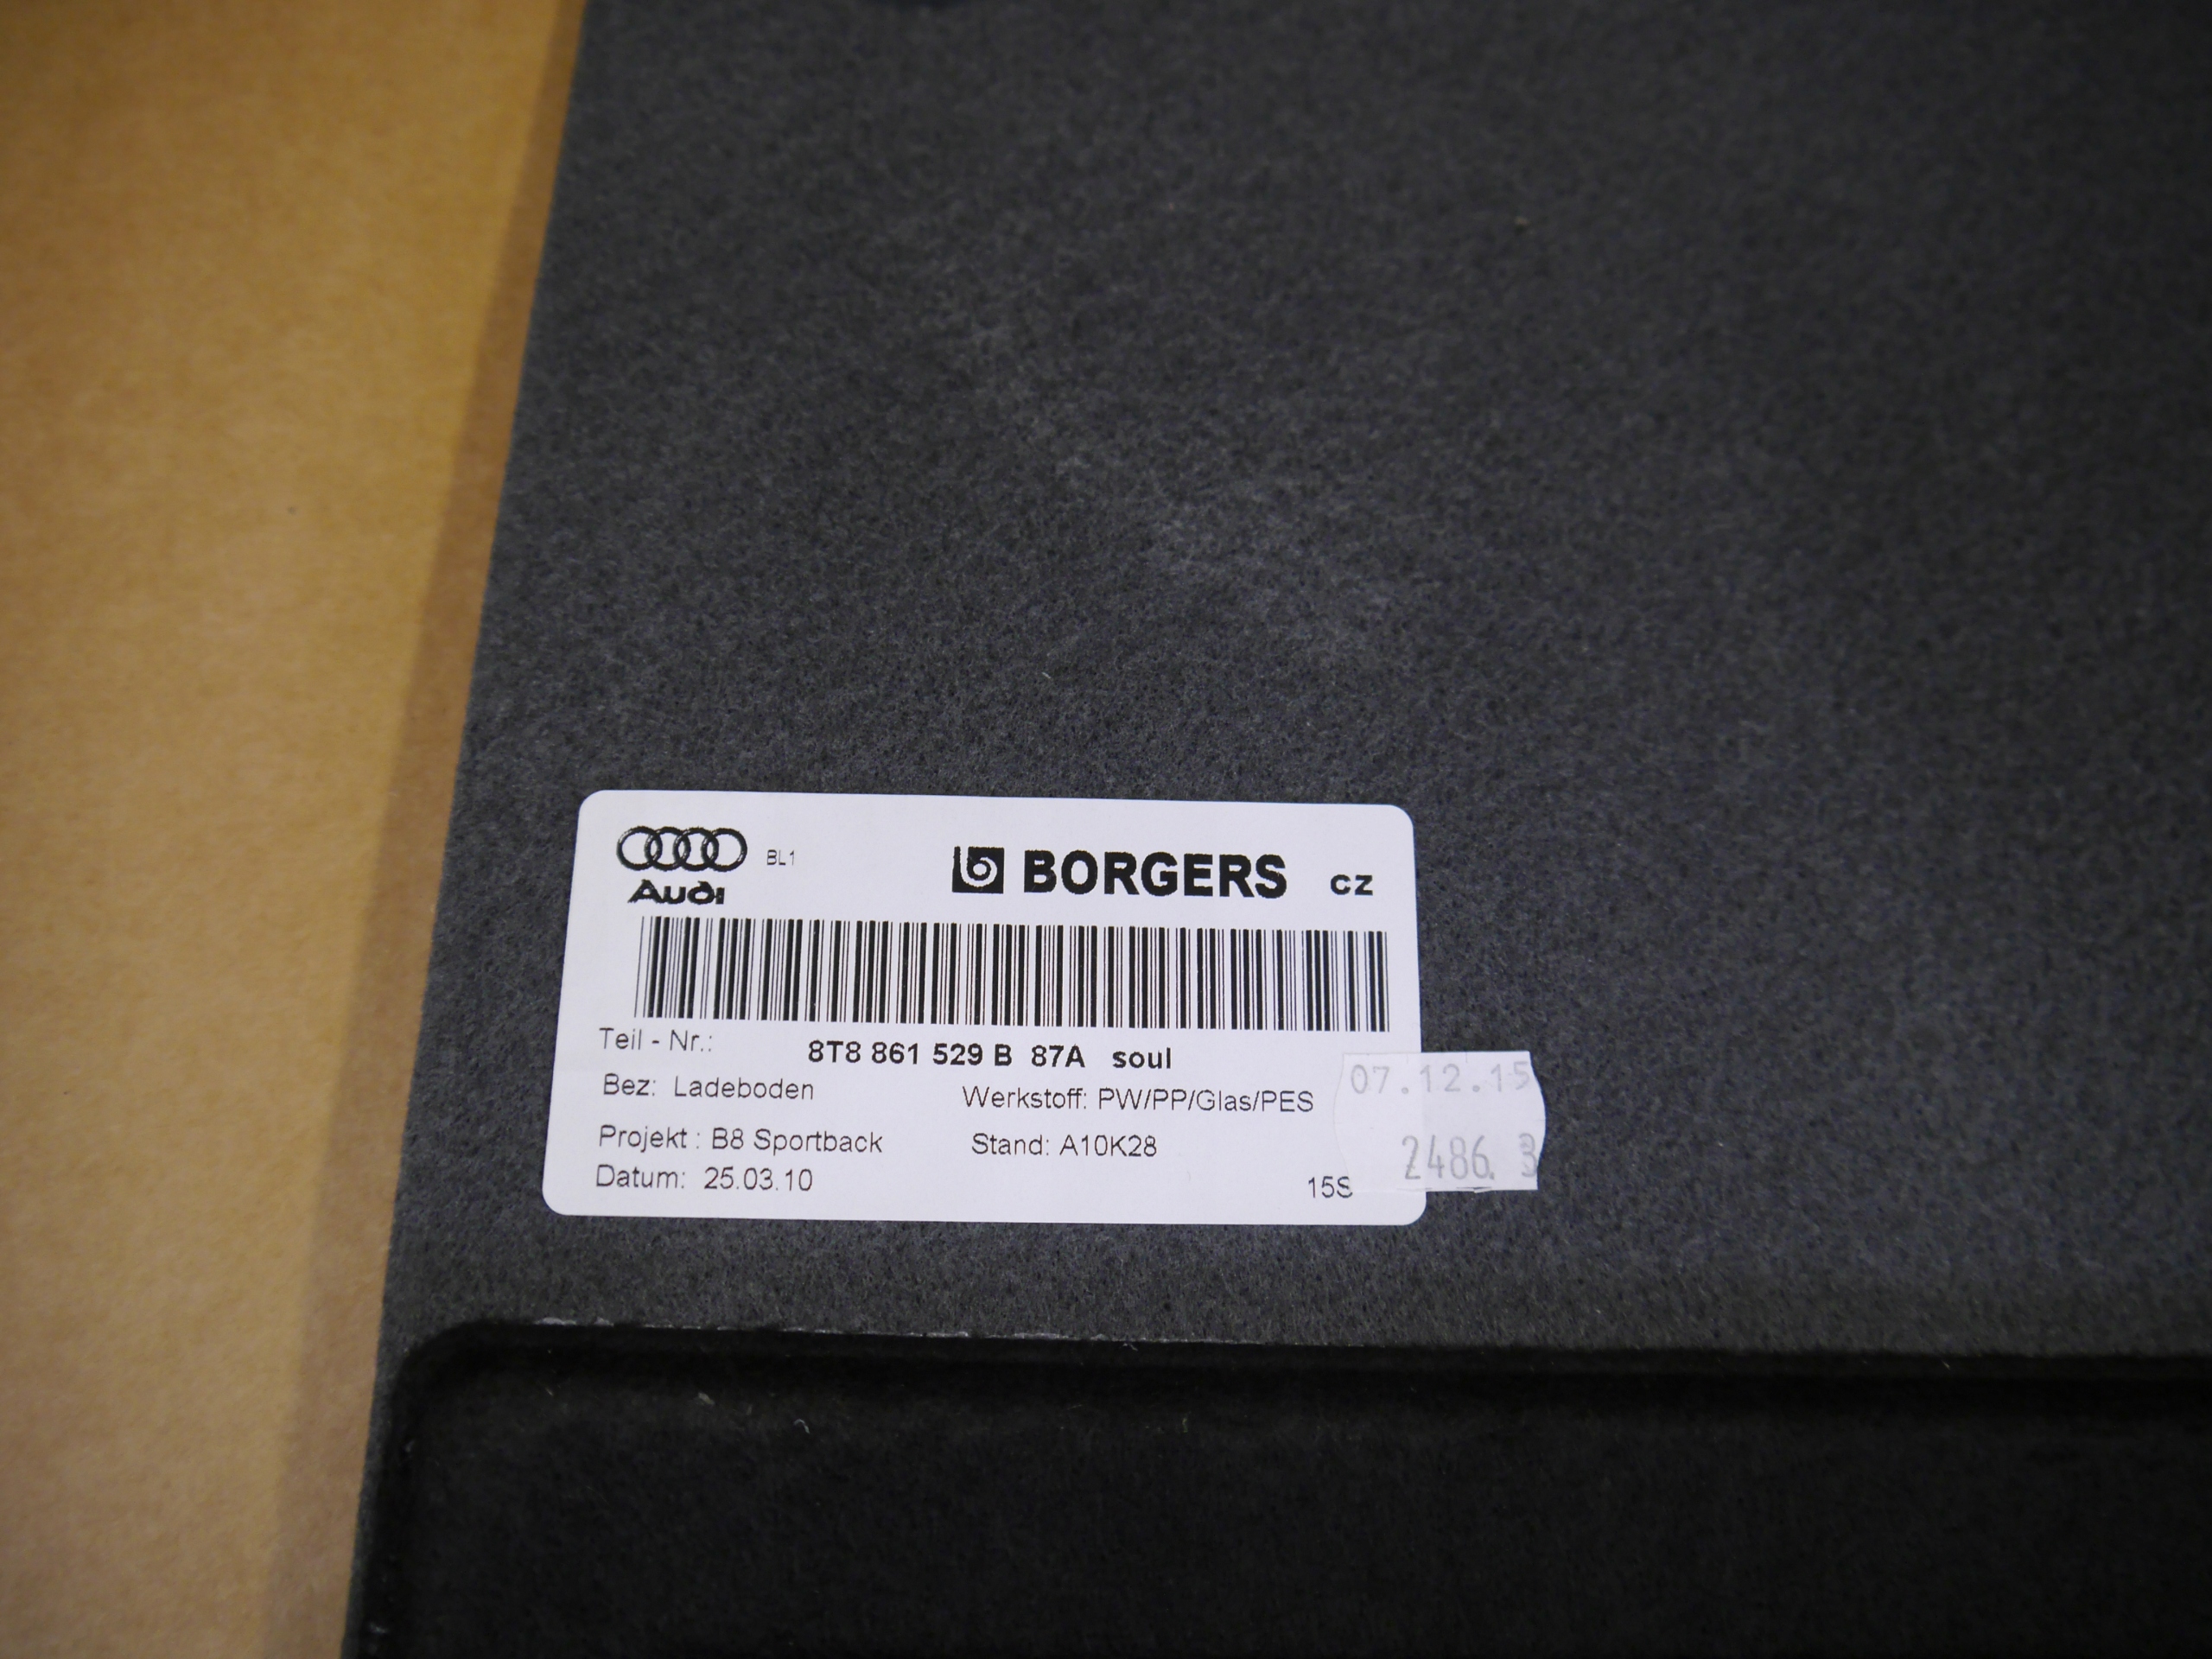 Audi BL1 BORGERS CZ
Teil - Nr.: 8T8 861 529 B 87A soul
Bez: Ladeboden Werkstoff: PW/PP/Glas/PES
Projekt : B8 Sportback Stand: A10K28
Datum: 25.03.10 15S
07.12.15
2486. 3